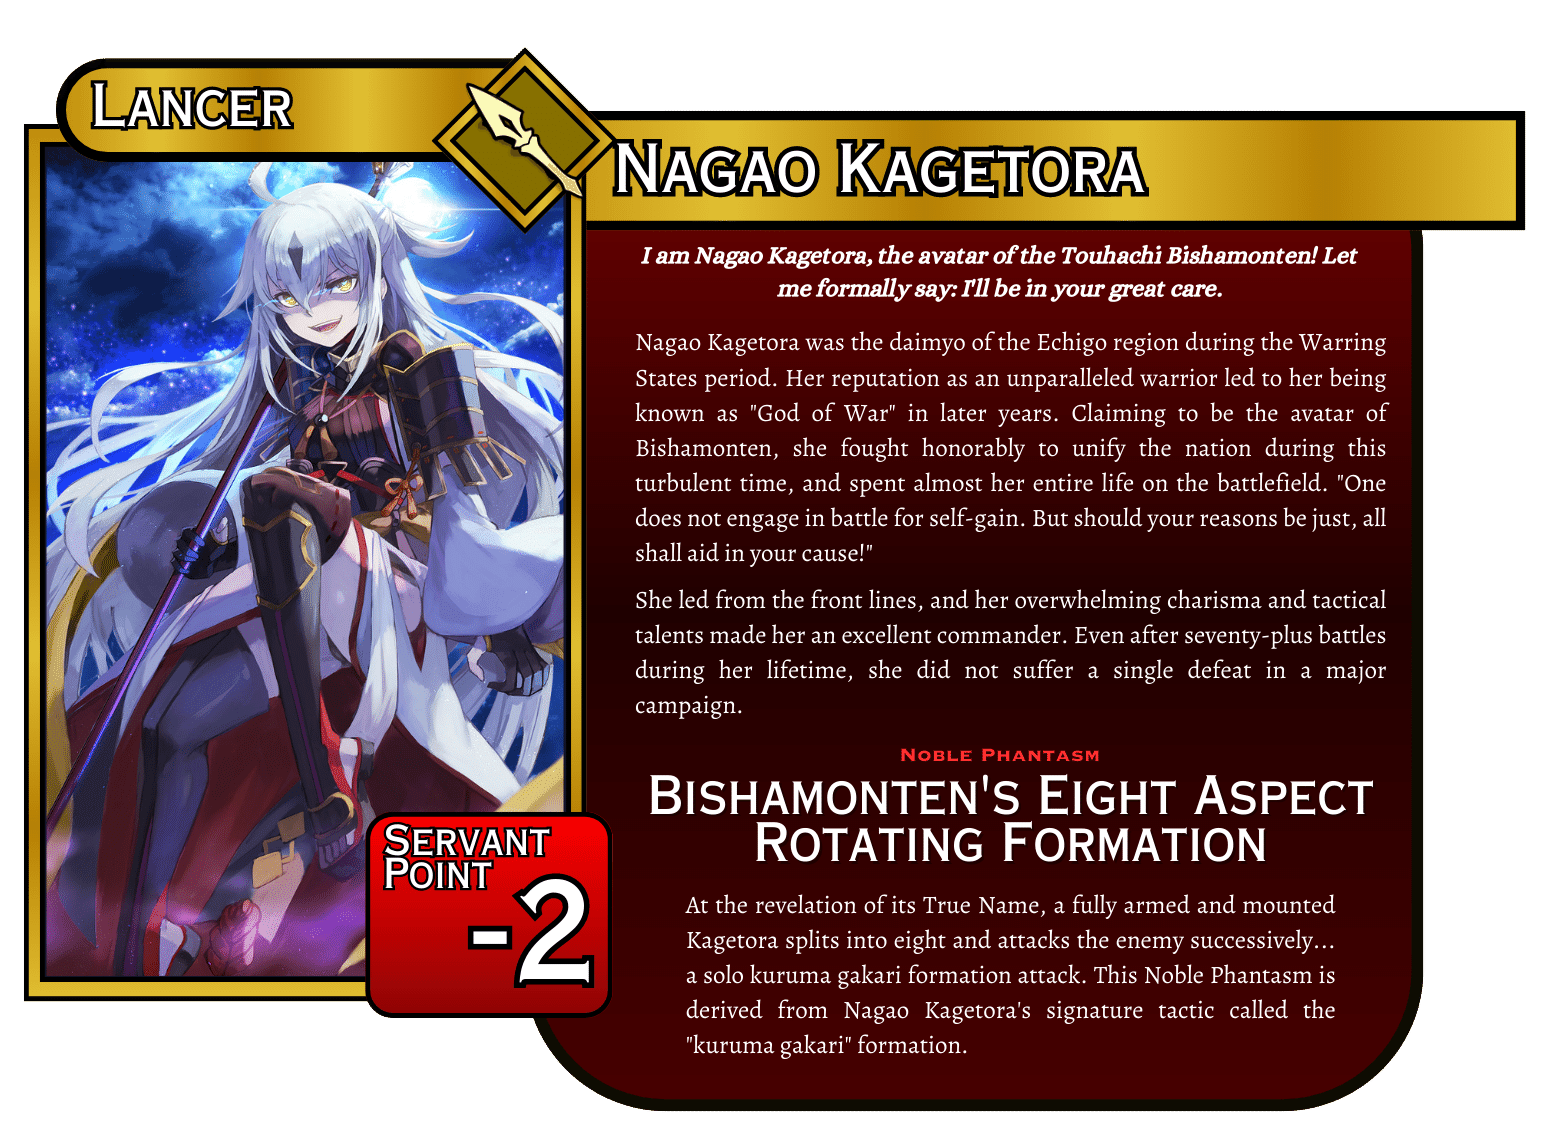 Lancer
Nagao Kagetora
I am Nagao Kagetora, the avatar of the Touhachi Bishamonten! Let
me formally say: I'll be in your great care.
Nagao Kagetora was the daimyo of the Echigo region during the Warring
States period. Her reputation as an unparalleled warrior led to her being
known as "God of War" in later years. Claiming to be the avatar of
Bishamonten, she fought honorably to unify the nation during this
turbulent time, and spent almost her entire life on the battlefield. "One
does not engage in battle for self-gain. But should your reasons be just, all
shall aid in your cause!"
She led from the front lines, and her overwhelming charisma and tactical
talents made her an excellent commander. Even after seventy-plus battles
during her lifetime, she did not suffer a single defeat in a major
campaign.
Noble Phantasm
Bishamonten's Eight Aspect
Rotating Formation
At the revelation of its True Name, a fully armed and mounted
Kagetora splits into eight and attacks the enemy successively...
a solo kuruma gakari formation attack. This Noble Phantasm is
derived from Nagao Kagetora's signature tactic called the
"kuruma gakari" formation.
Servant
Point
-2